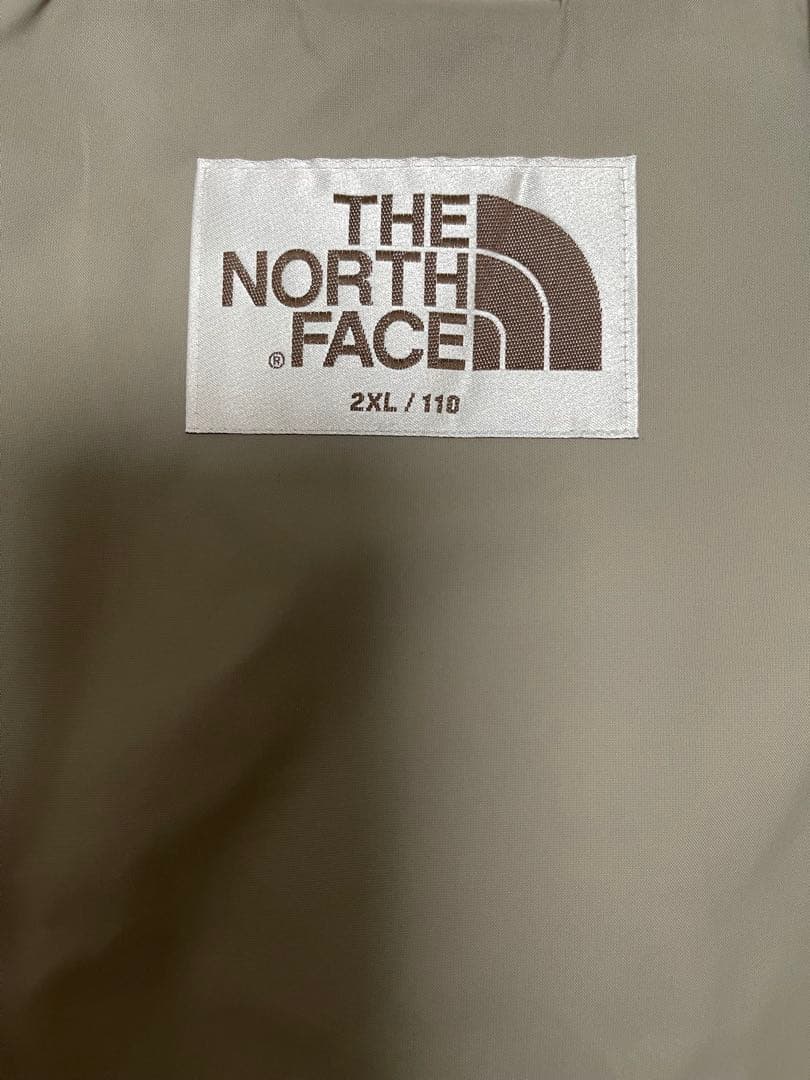 THE
NORTH
FACE
®
2XL / 110